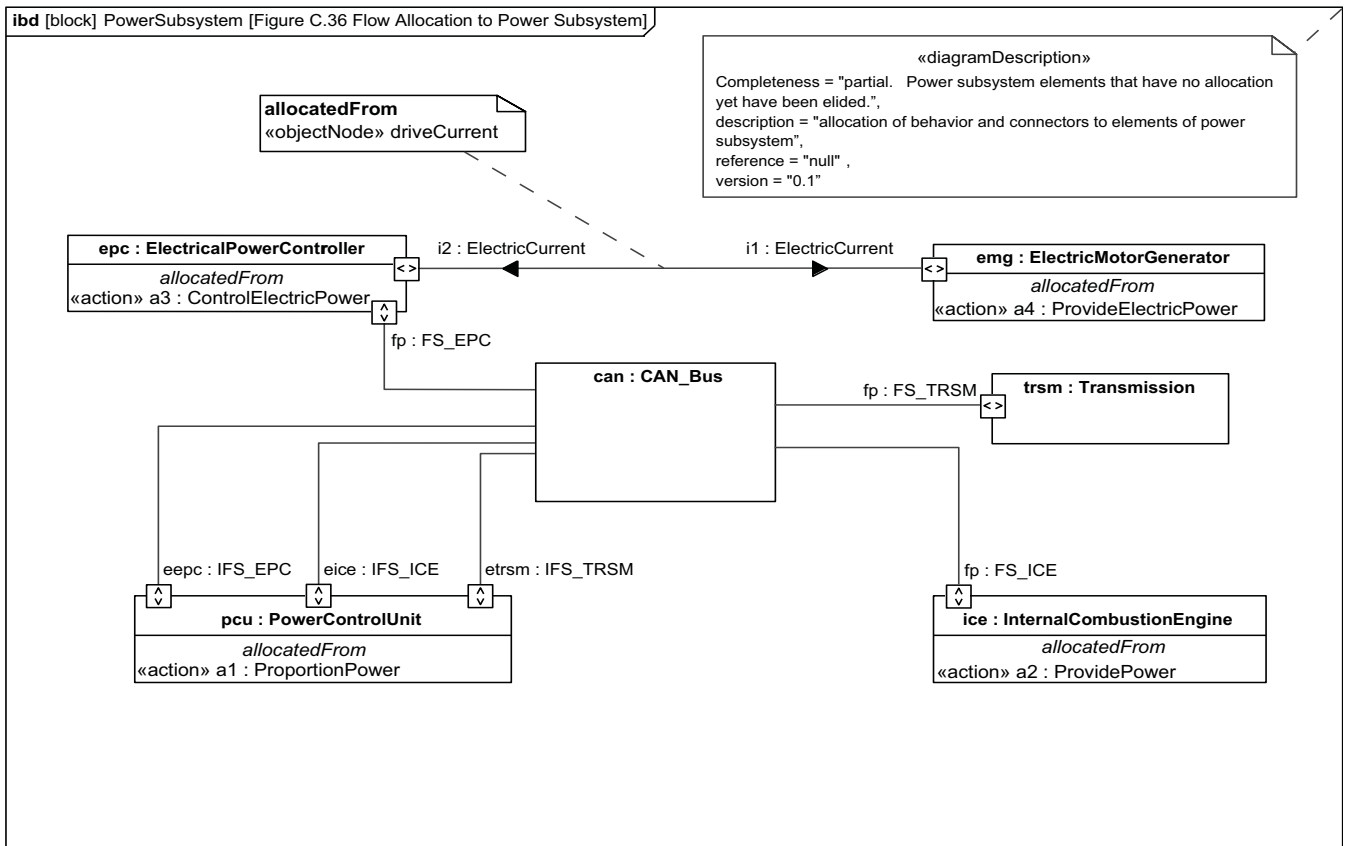 ibd [block] PowerSubsystem [Figure C.36 Flow Allocation to Power Subsystem]
«diagramDescription»
Completeness = "partial. Power subsystem elements that have no allocation
yet have been elided.",
description = "allocation of behavior and connectors to elements of power
subsystem",
reference = "null" ,
version = "0.1"
allocatedFrom
«objectNode» driveCurrent
epc : ElectricalPowerController
allocatedFrom
«action» a3 : ControlElectricPower
i2 : ElectricCurrent
i1 : ElectricCurrent
emg : ElectricMotorGenerator
allocatedFrom
«action» a4 : ProvideElectricPower
fp : FS_EPC
can : CAN_Bus
fp : FS_TRSM
trsm : Transmission
eepc : IFS_EPC
eice : IFS_ICE
etrsm : IFS_TRSM
fp : FS_ICE
pcu : PowerControlUnit
allocatedFrom
«action» a1 : ProportionPower
ice : InternalCombustionEngine
allocatedFrom
«action» a2 : ProvidePower